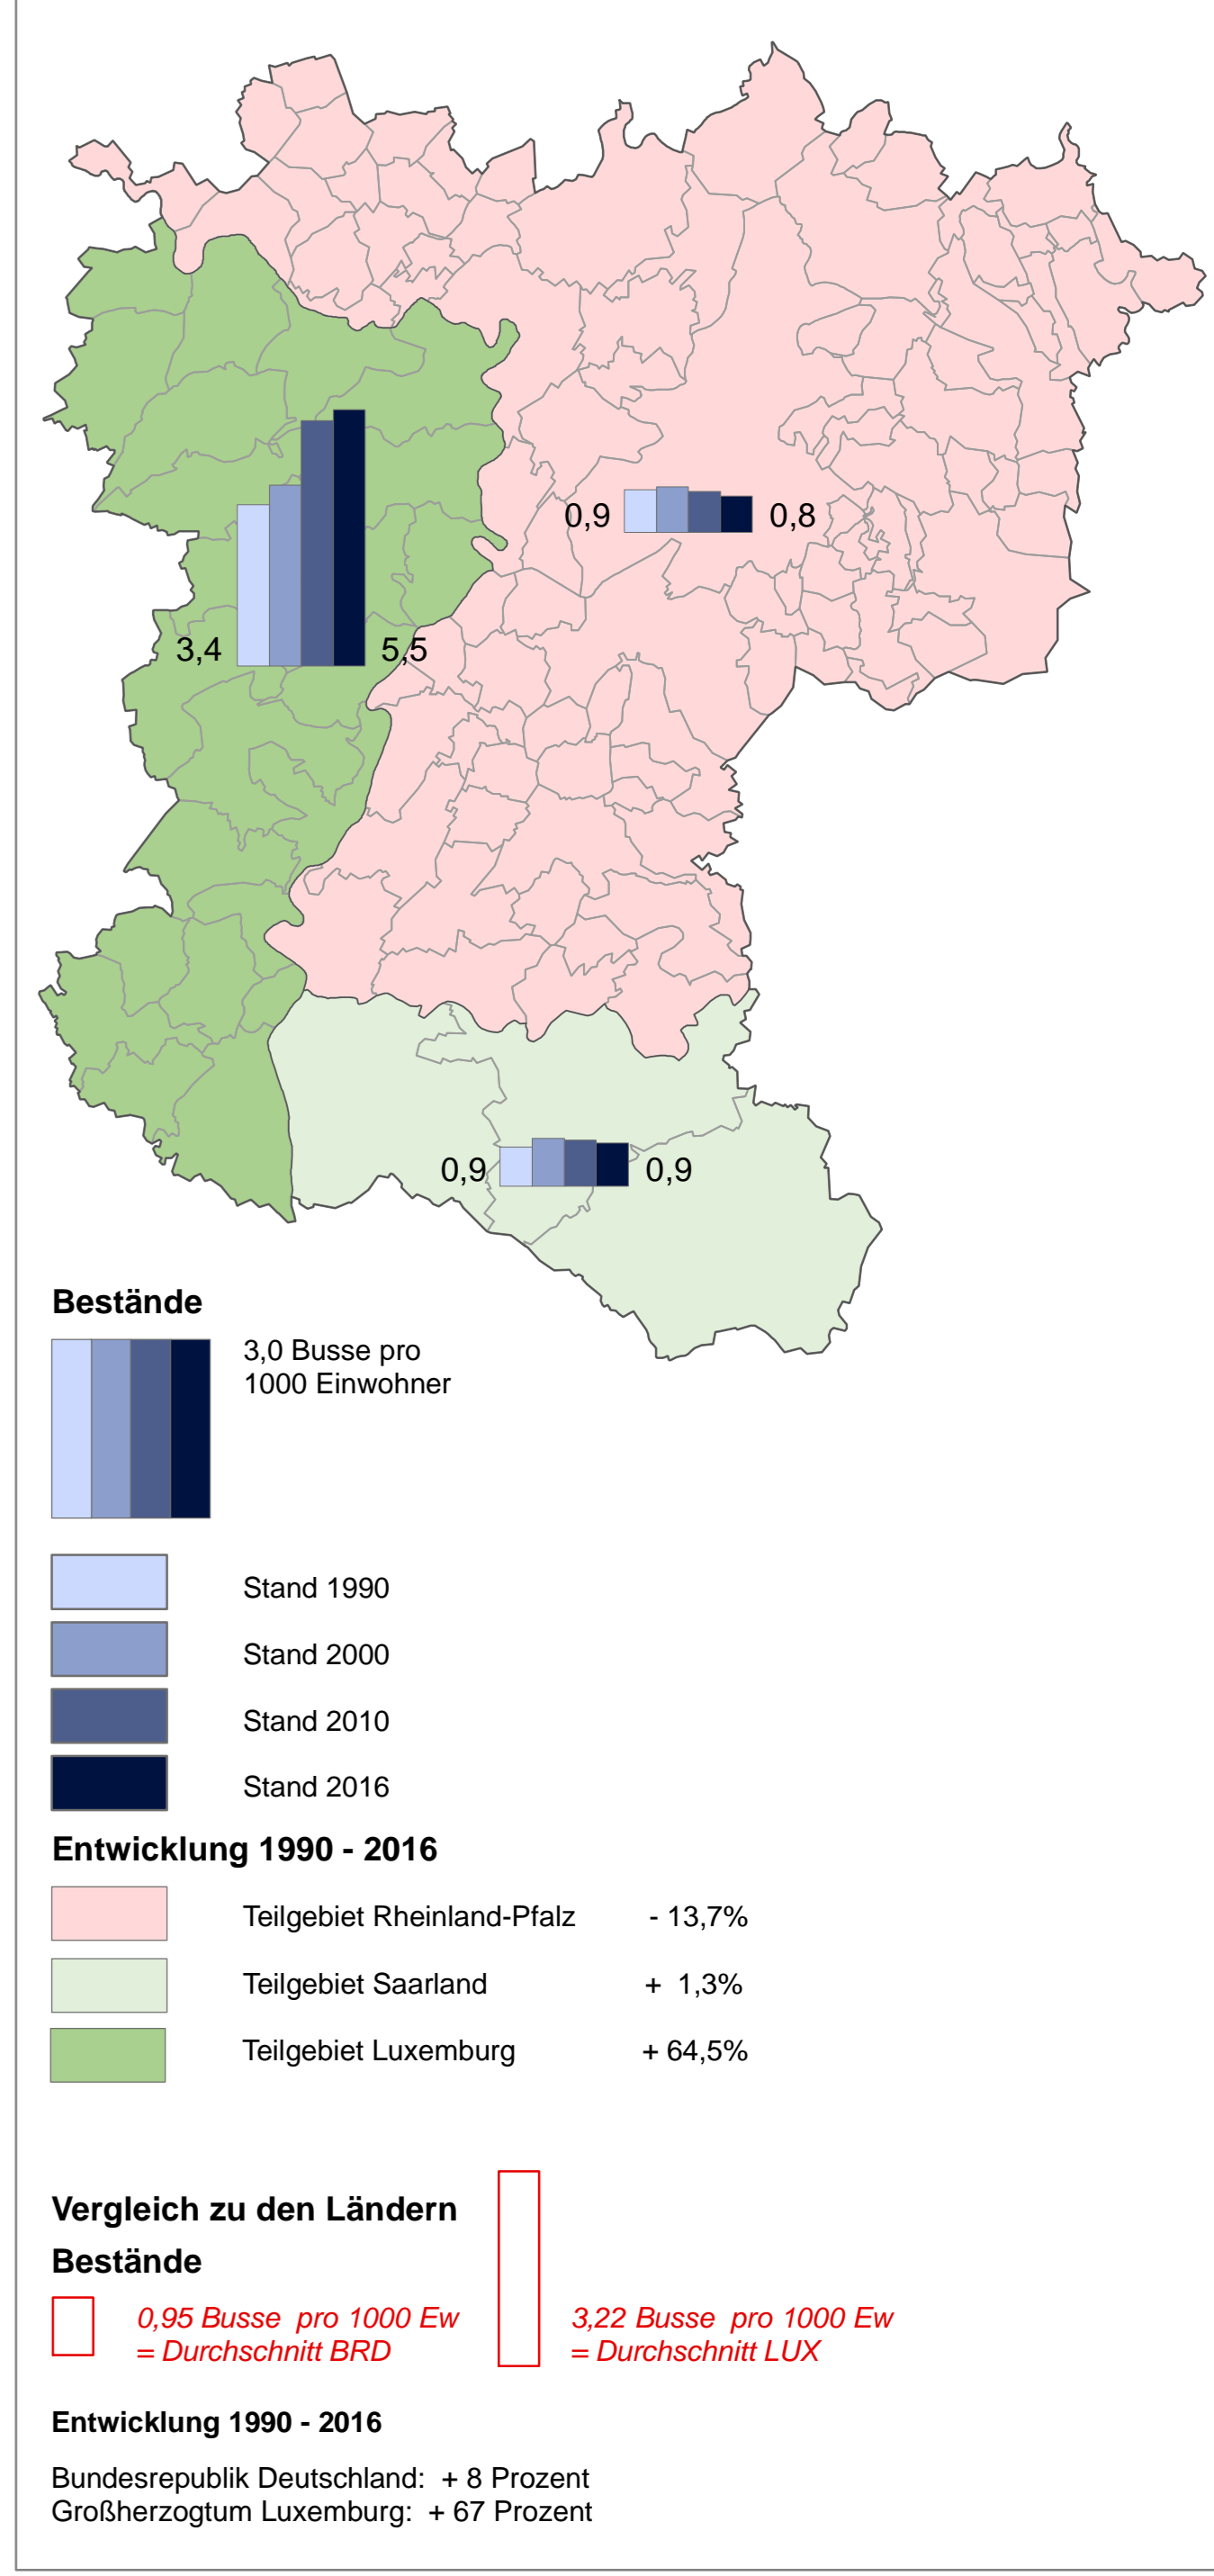 0,9 0,8
3,4 5,5
0,9 0,9
Bestände
3,0 Busse pro
1000 Einwohner
Stand 1990
Stand 2000
Stand 2010
Stand 2016
Entwicklung 1990 - 2016
Teilgebiet Rheinland-Pfalz - 13,7%
Teilgebiet Saarland + 1,3%
Teilgebiet Luxemburg + 64,5%
Vergleich zu den Ländern
Bestände
0,95 Busse pro 1000 Ew
= Durchschnitt BRD
3,22 Busse pro 1000 Ew
= Durchschnitt LUX
Entwicklung 1990 - 2016
Bundesrepublik Deutschland: + 8 Prozent
Großherzogtum Luxemburg: + 67 Prozent